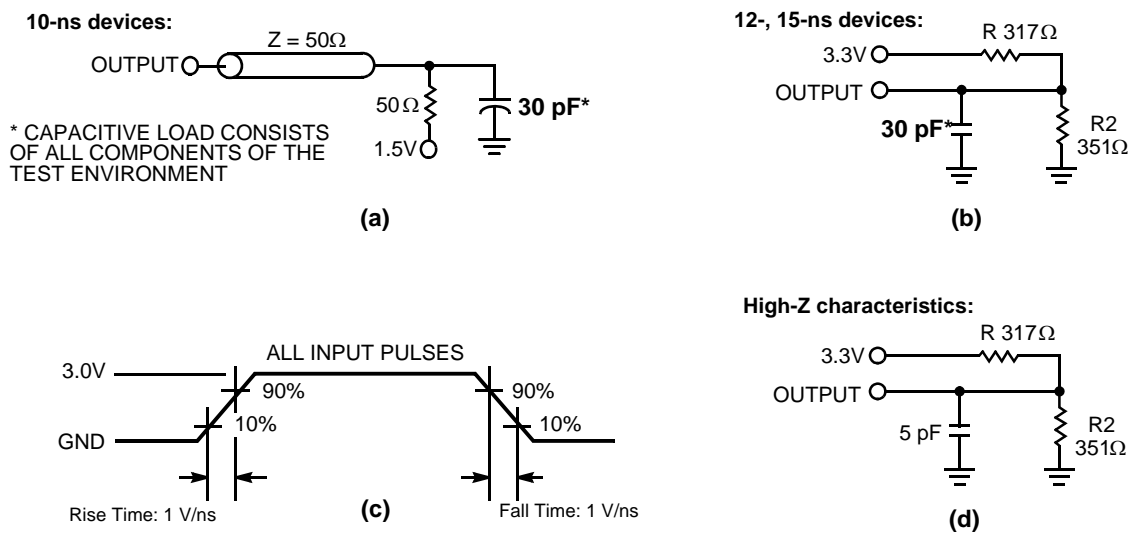 10-ns devices:
Z = 50Ω
OUTPUT
50Ω
30 pF*
1.5V
* CAPACITIVE LOAD CONSISTS
OF ALL COMPONENTS OF THE
TEST ENVIRONMENT
(a)
12-, 15-ns devices:
R 317Ω
3.3V
OUTPUT
30 pF*
R2
351Ω
(b)
ALL INPUT PULSES
3.0V
90%
90%
10%
10%
GND
Rise Time: 1 V/ns
(c)
Fall Time: 1 V/ns
High-Z characteristics:
R 317Ω
3.3V
OUTPUT
5 pF
R2
351Ω
(d)